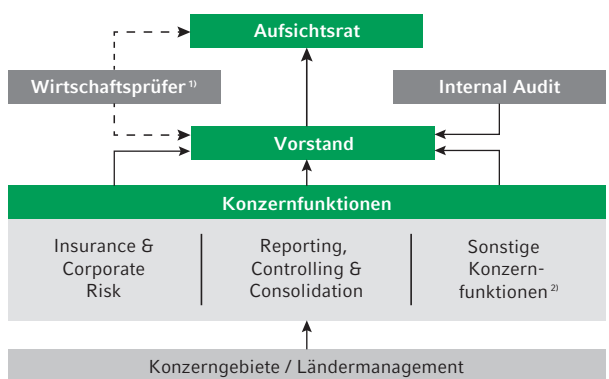 Aufsichtsrat
Wirtschaftsprüfer 1)
Internal Audit
Vorstand
Konzernfunktionen
Insurance &
Corporate
Risk
Reporting,
Controlling &
Consolidation
Sonstige
Konzern-
funktionen 2)
Konzerngebiete / Ländermanagement